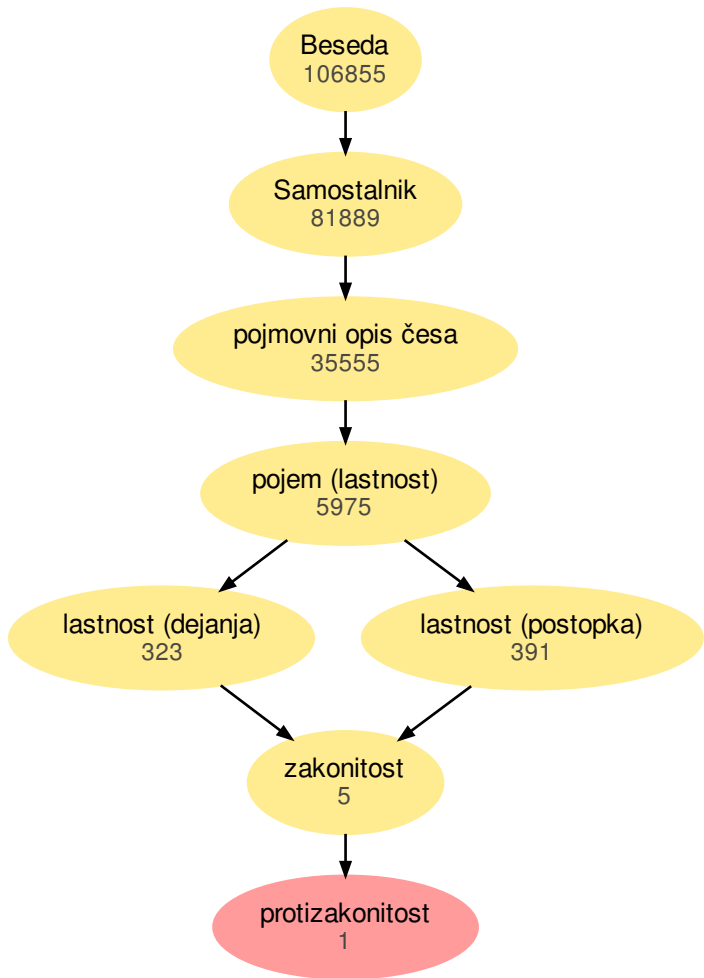 Beseda
106855
Samostalnik
81889
pojmovni opis česa
35555
pojem (lastnost)
5975
lastnost (dejanja)
323
lastnost (postopka)
391
zakonitost
5
protizakonitost
1